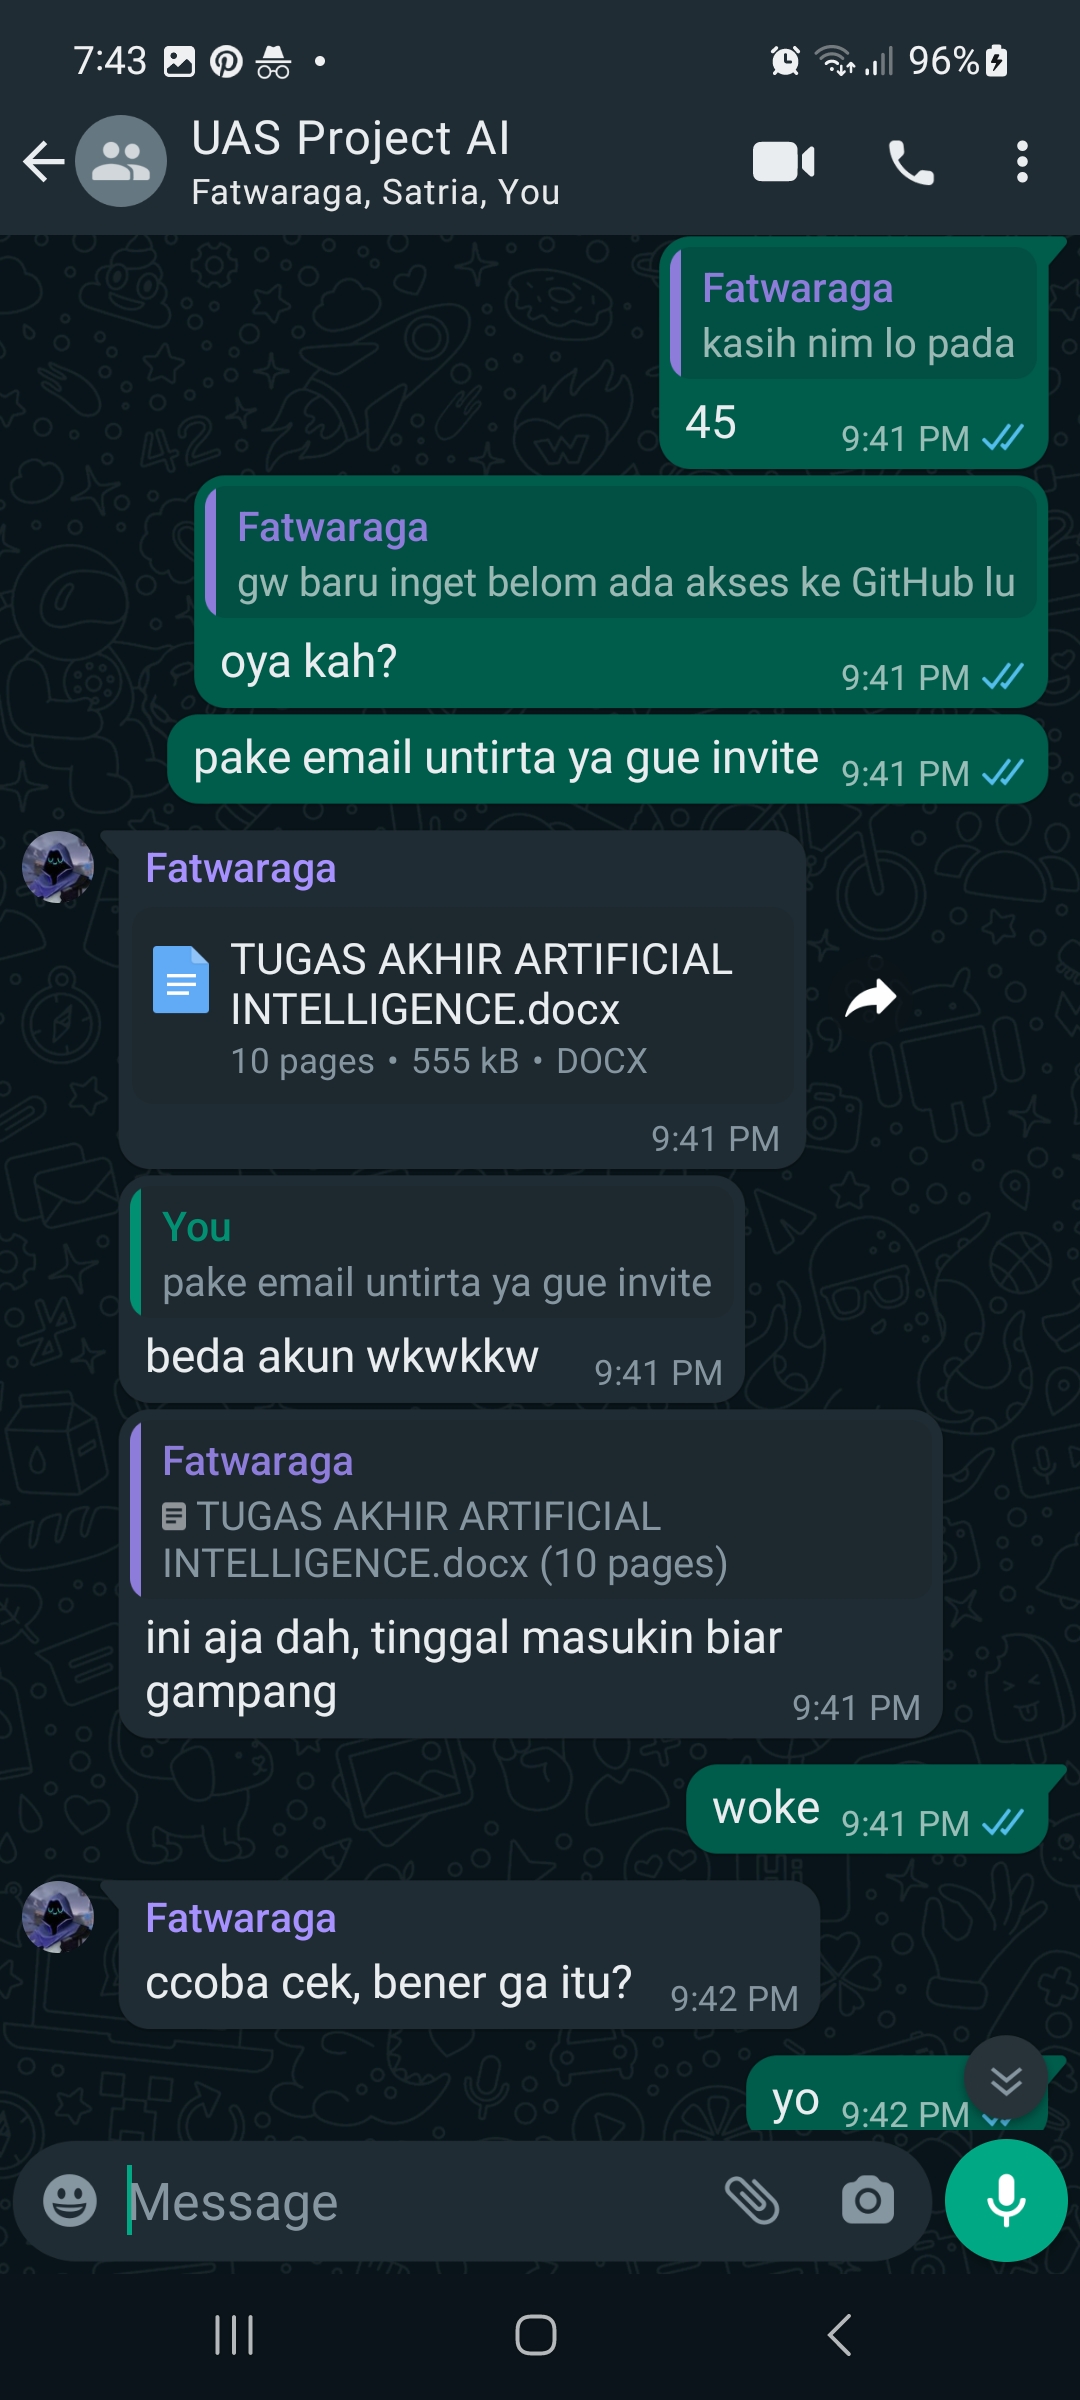 7:43
96%
UAS Project AI
Fatwaraga, Satria, You
Fatwaraga
kasih nim lo pada
45
9:41 PM
Fatwaraga
gw baru inget belom ada akses ke GitHub lu
oya kah?
9:41 PM
pake email untirta ya gue invite
9:41 PM
Fatwaraga
TUGAS AKHIR ARTIFICIAL
INTELLIGENCE.docx
10 pages • 555 kB • DOCX
9:41 PM
You
pake email untirta ya gue invite
beda akun wkwkkw
9:41 PM
Fatwaraga
TUGAS AKHIR ARTIFICIAL
INTELLIGENCE.docx (10 pages)
ini aja dah, tinggal masukin biar
gampang
9:41 PM
woke
9:41 PM
Fatwaraga
ccoba cek, bener ga itu?
9:42 PM
yo
9:42 PM
Message